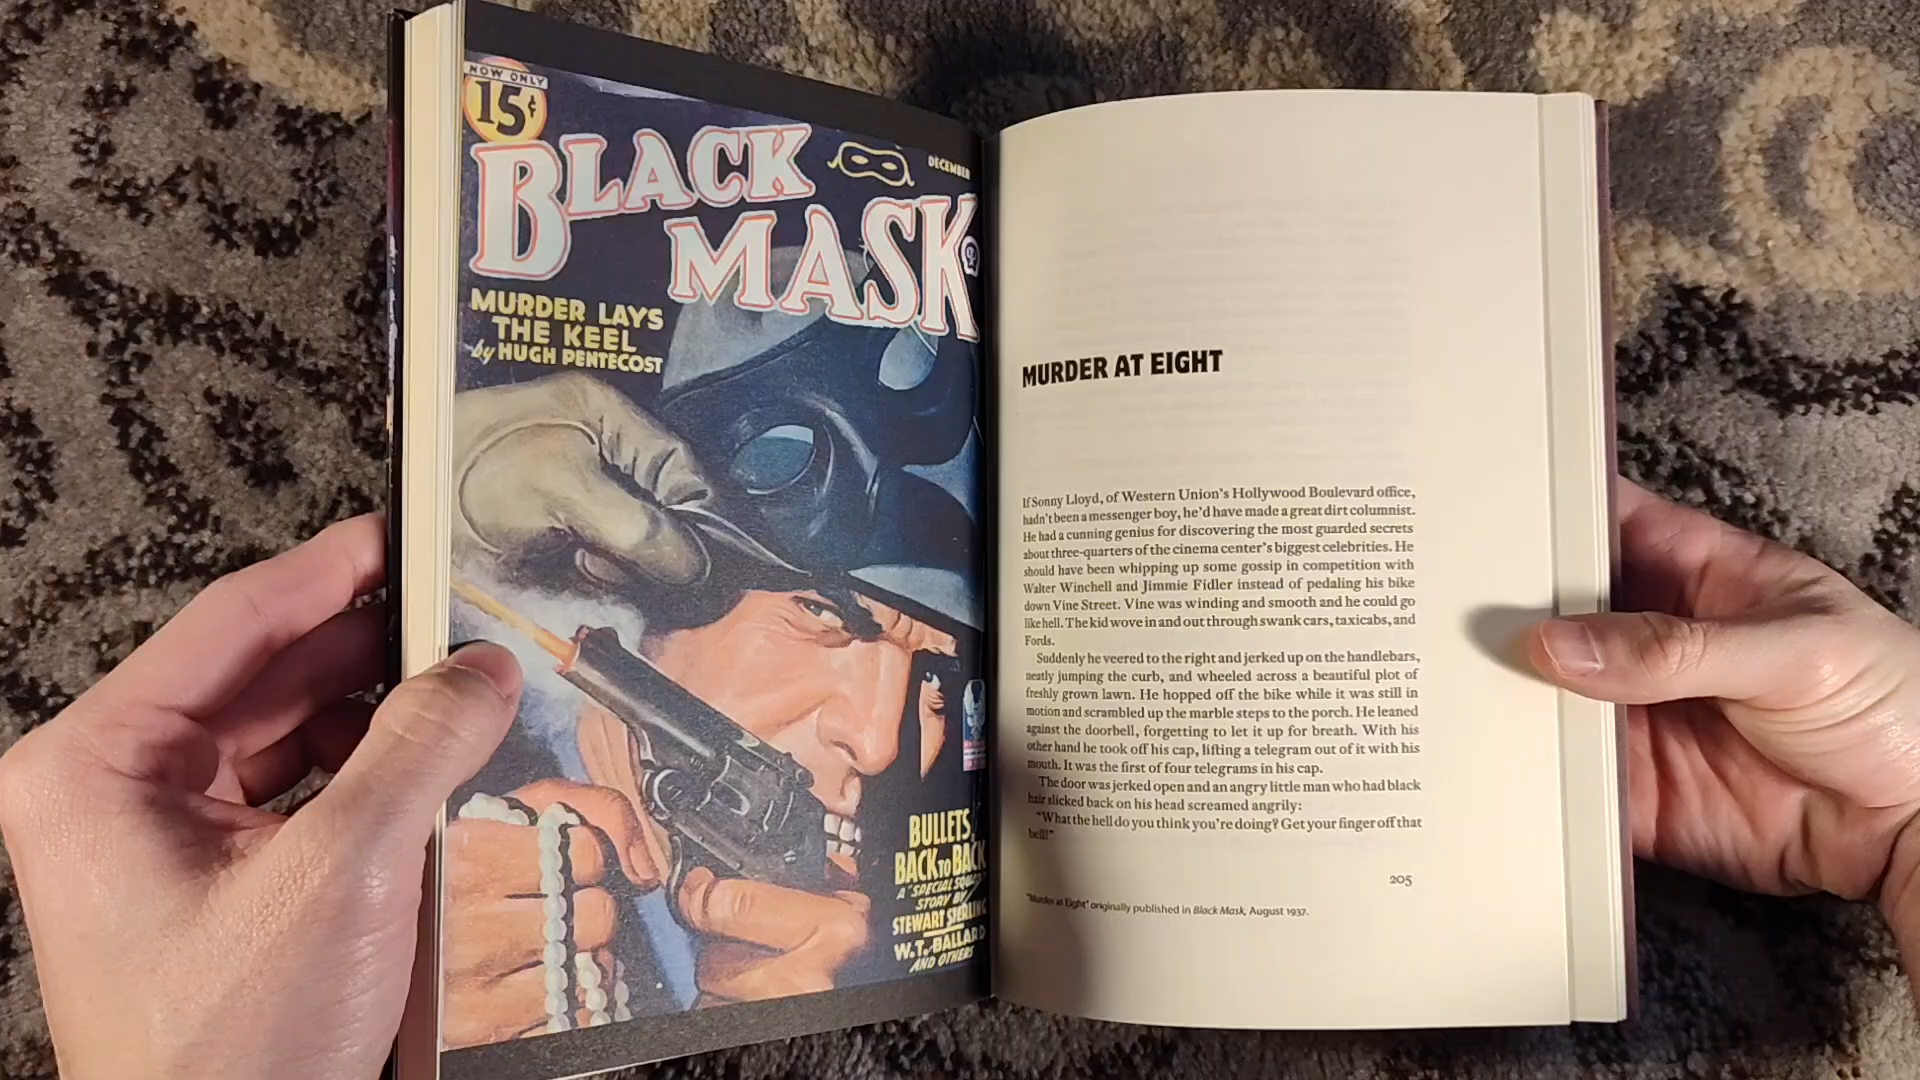 NOW ONLY
15¢
BLACK
MASK
DECEMBER
MURDER LAYS
THE KEEL
by HUGH PENTECOST
BULLETS
BACK TO BACK
A "SPECIAL SQUAD"
STORY BY
STEWART STERLING
W.T. BALLARD
AND OTHERS
MURDER AT EIGHT
If Sonny Lloyd, of Western Union's Hollywood Boulevard office,
hadn't been a messenger boy, he'd have made a great dirt columnist.
He had a cunning genius for discovering the most guarded secrets
about three-quarters of the cinema center's biggest celebrities. He
should have been whipping up some gossip in competition with
Walter Winchell and Jimmie Fidler instead of pedaling his bike
down Vine Street. Vine was winding and smooth and he could go
like hell. The kid wove in and out through swank cars, taxicabs, and
Fords.
Suddenly he veered to the right and jerked up on the handlebars,
neatly jumping the curb, and wheeled across a beautiful plot of
freshly grown lawn. He hopped off the bike while it was still in
motion and scrambled up the marble steps to the porch. He leaned
against the doorbell, forgetting to let it up for breath. With his
other hand he took off his cap, lifting a telegram out of it with his
mouth. It was the first of four telegrams in his cap.
The door was jerked open and an angry little man who had black
hair slicked back on his head screamed angrily:
"What the hell do you think you're doing? Get your finger off that
bell!"
205
"Murder at Eight" originally published in Black Mask, August 1937.